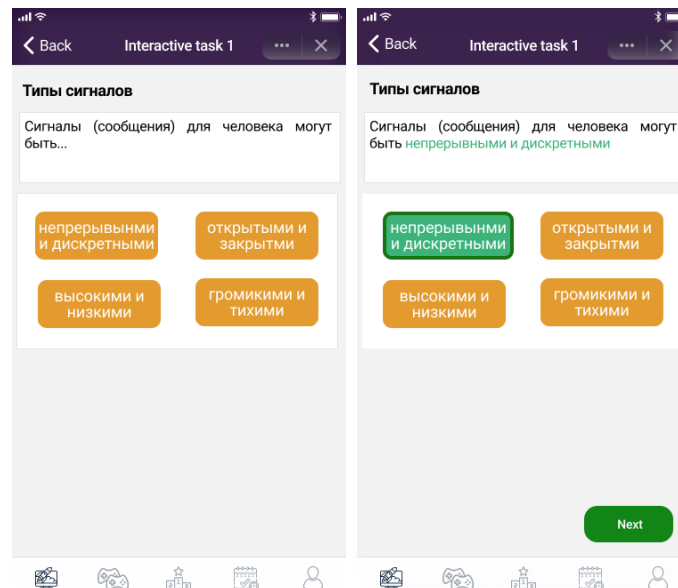 Back Interactive task 1
Типы сигналов
Сигналы (сообщения) для человека могут
быть...
непрерывынми
и дискретными
открытыми и
закрытми
высокими и
низкими
громикими и
тихими
Back Interactive task 1
Типы сигналов
Сигналы (сообщения) для человека могут
быть непрерывными и дискретными
непрерывынми
и дискретными
открытыми и
закрытми
высокими и
низкими
громикими и
тихими
Next